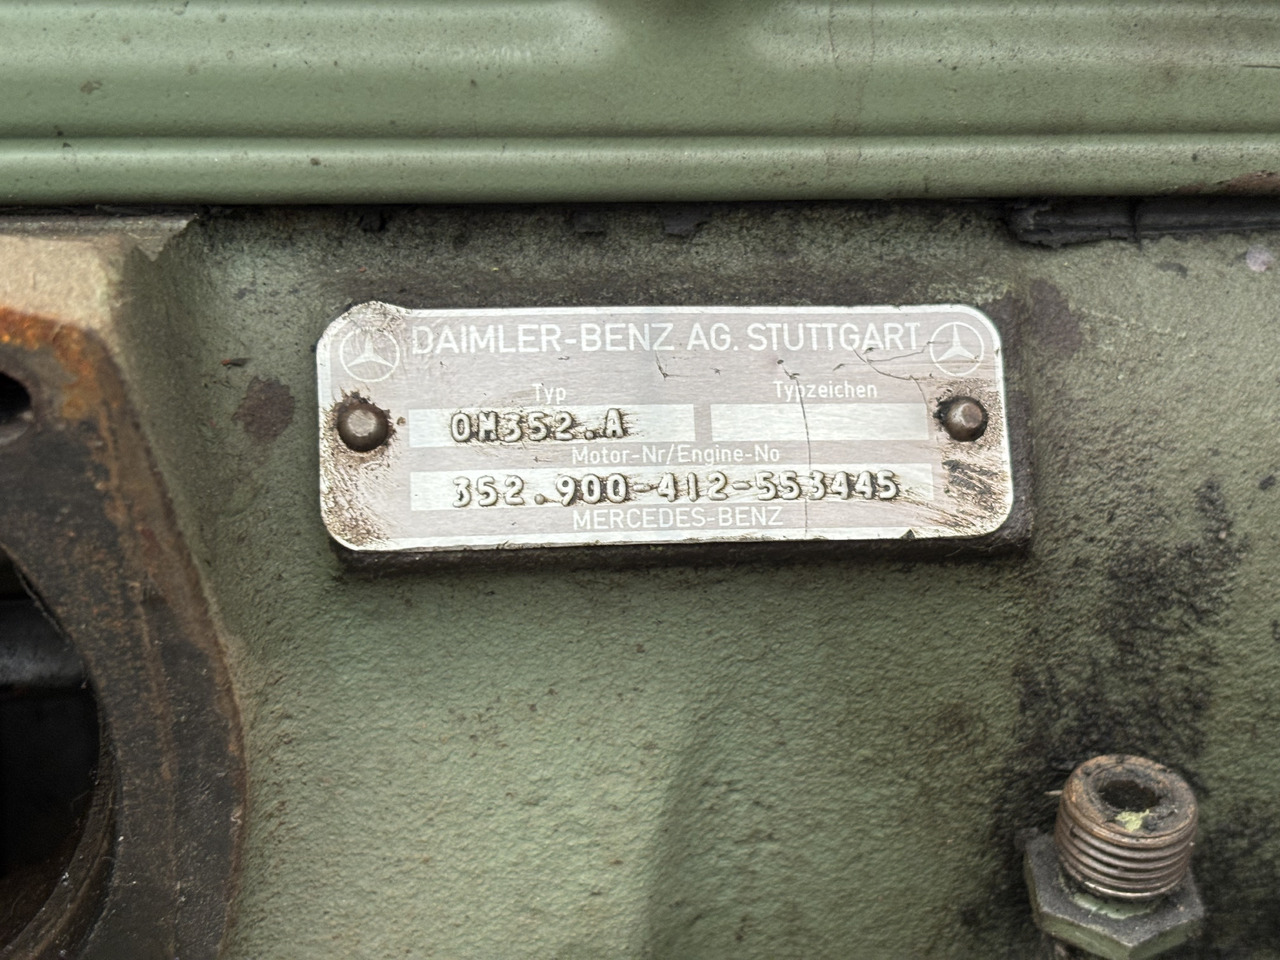 DAIMLER-BENZ AG. STUTTGART
Typ Typzeichen
OM352.A
Motor-Nr/Engine-No
352.900-412-553445
MERCEDES-BENZ